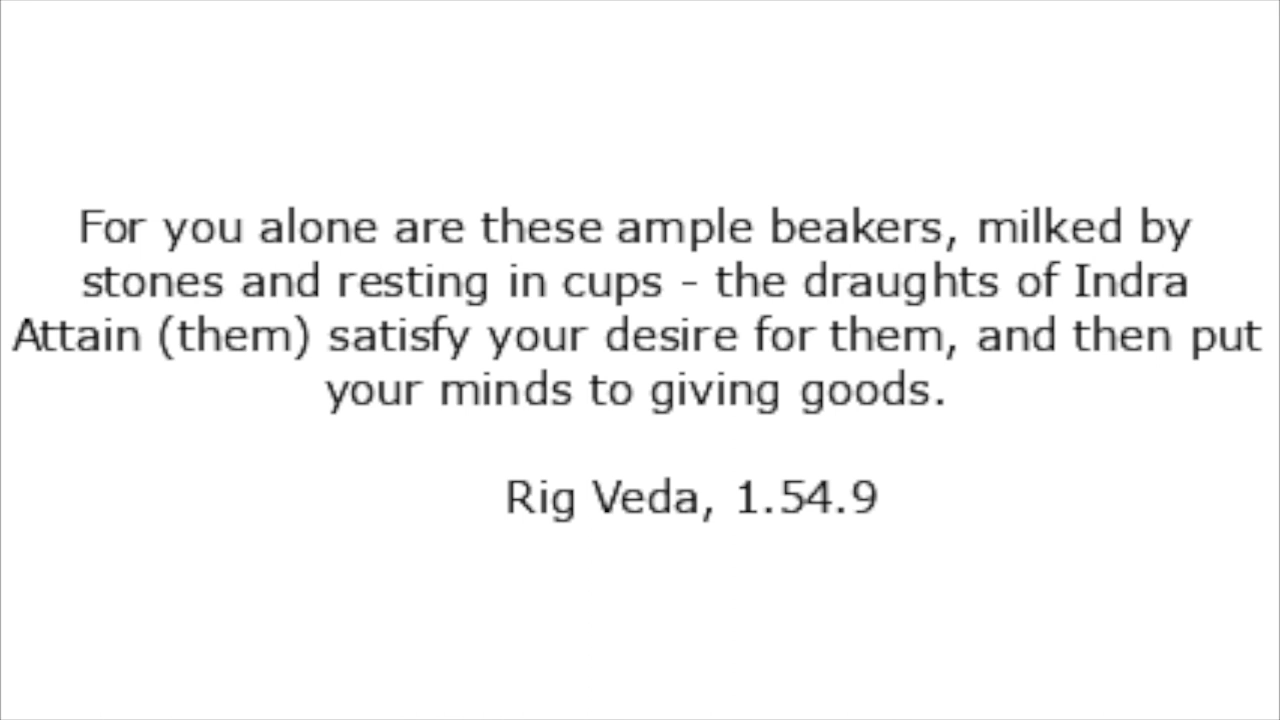 For you alone are these ample beakers, milked by
stones and resting in cups - the draughts of Indra
Attain (them) satisfy your desire for them, and then put
your minds to giving goods.
Rig Veda, 1.54.9